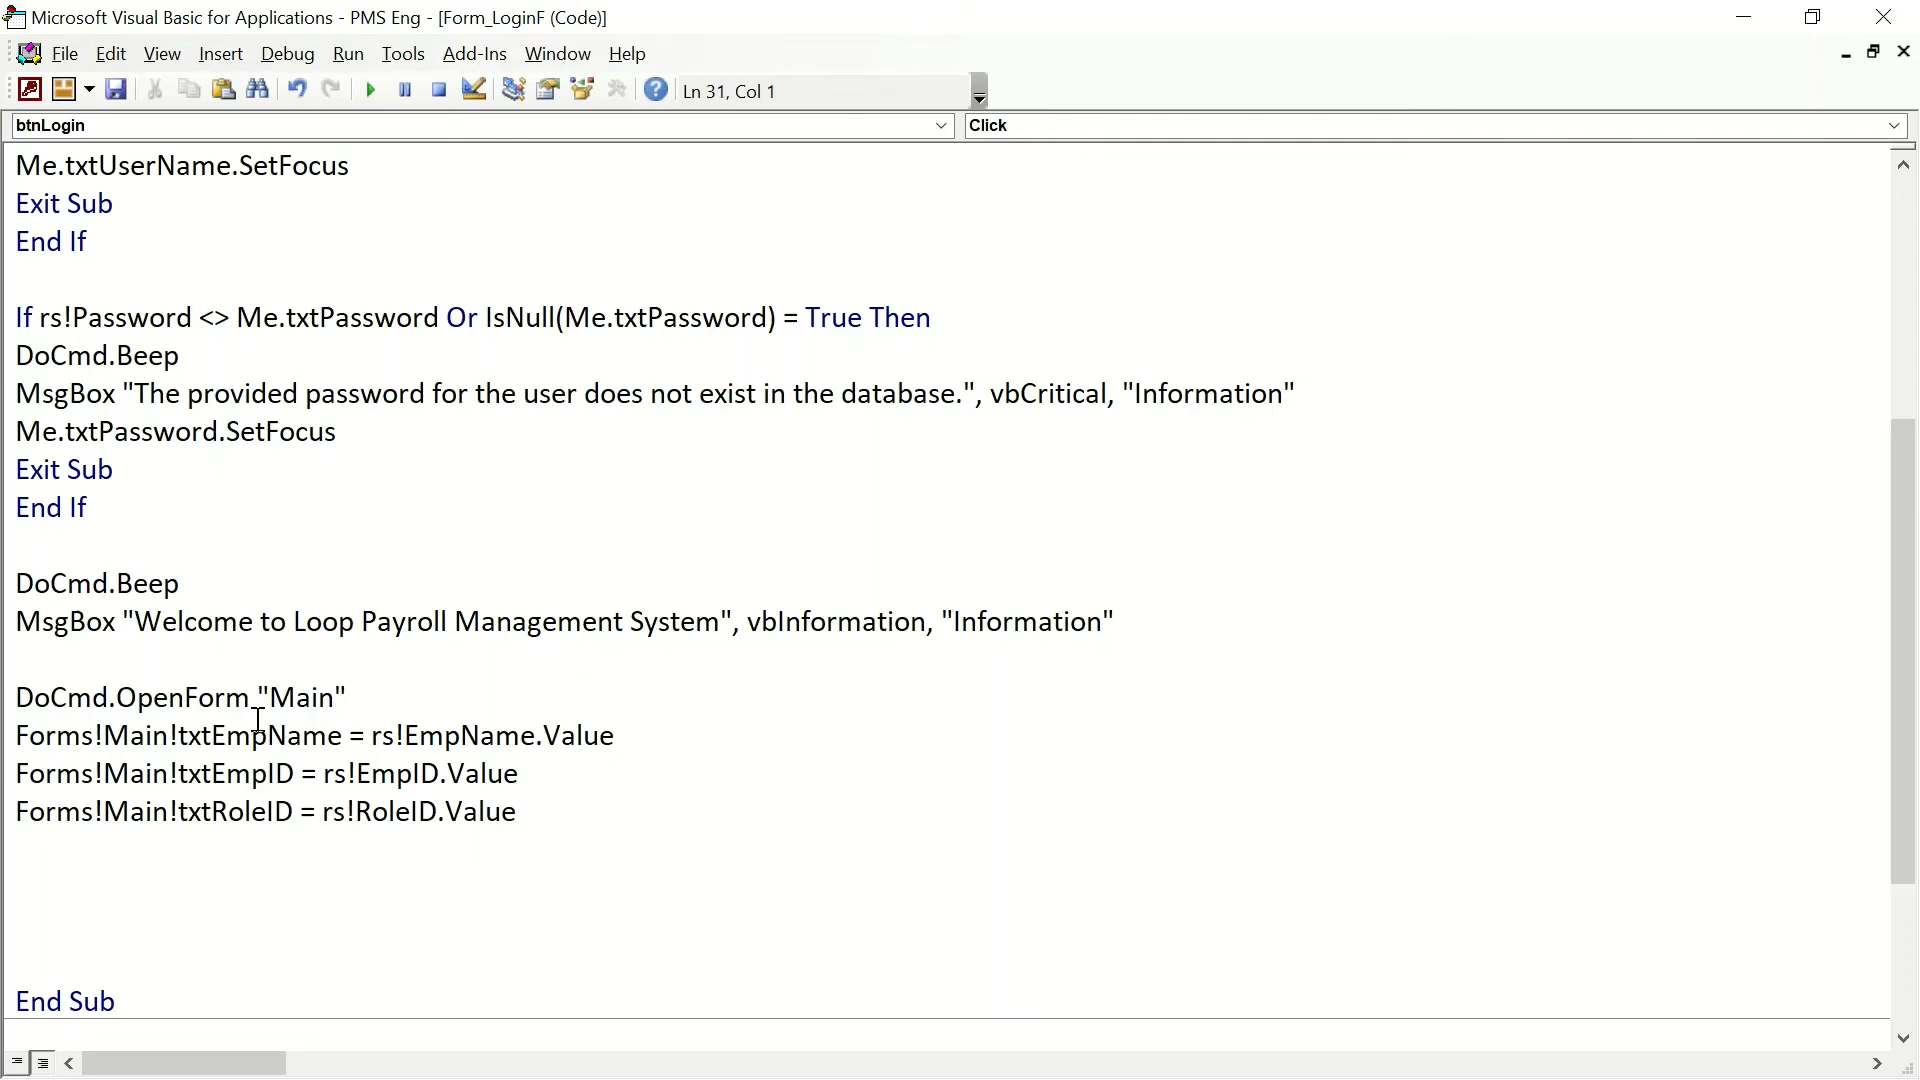 Microsoft Visual Basic for Applications - PMS Eng - [Form_LoginF (Code)]
File Edit View Insert Debug Run Tools Add-Ins Window Help
Ln 31, Col 1
btnLogin Click
Me.txtUserName.SetFocus
Exit Sub
End If
If rs!Password <> Me.txtPassword Or IsNull(Me.txtPassword) = True Then
DoCmd.Beep
MsgBox "The provided password for the user does not exist in the database.", vbCritical, "Information"
Me.txtPassword.SetFocus
Exit Sub
End If
DoCmd.Beep
MsgBox "Welcome to Loop Payroll Management System", vbInformation, "Information"
DoCmd.OpenForm "Main"
Forms!Main!txtEmpName = rs!EmpName.Value
Forms!Main!txtEmpID = rs!EmpID.Value
Forms!Main!txtRoleID = rs!RoleID.Value
End Sub